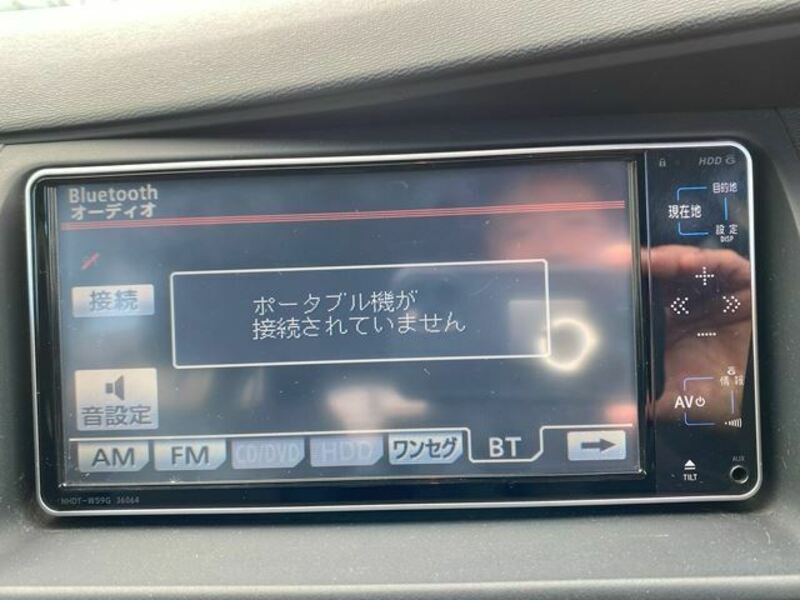 Bluetooth
オーディオ
接続
ポータブル機が
接続されていません
音設定
AM
FM
CD/DVD
HDD
ワンセグ
BT
NHDT-W59G 36064
HDD
目的地
現在地
設定
DISP
情報
AV
TILT
AUX